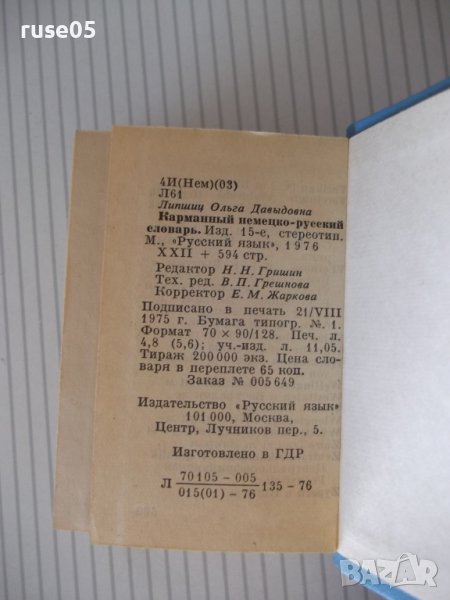 ruse05
4И(Нем)(03)
Л61
Липшиц Ольга Давыдовна
Карманный немецко-русский
словарь. Изд. 15-е, стереотип.
М., «Русский язык», 1976
XXII + 594 стр.
Редактор Н. Н. Гришин
Тех. ред. В. П. Грешнова
Корректор Е. М. Жаркова
Подписано в печать 21/VIII
1975 г. Бумага типогр. № 1.
Формат 70 × 90/128. Печ. л.
4,8 (5,6); уч.-изд. л. 11,05.
Тираж 200 000 экз. Цена сло-
варя в переплете 65 коп.
Заказ № 005649
Издательство «Русский язык»
101 000, Москва,
Центр, Лучников пер., 5.
Изготовлено в ГДР
Л 70105 – 005 / 015(01) – 76 135 – 76
BAZAR
ruse05